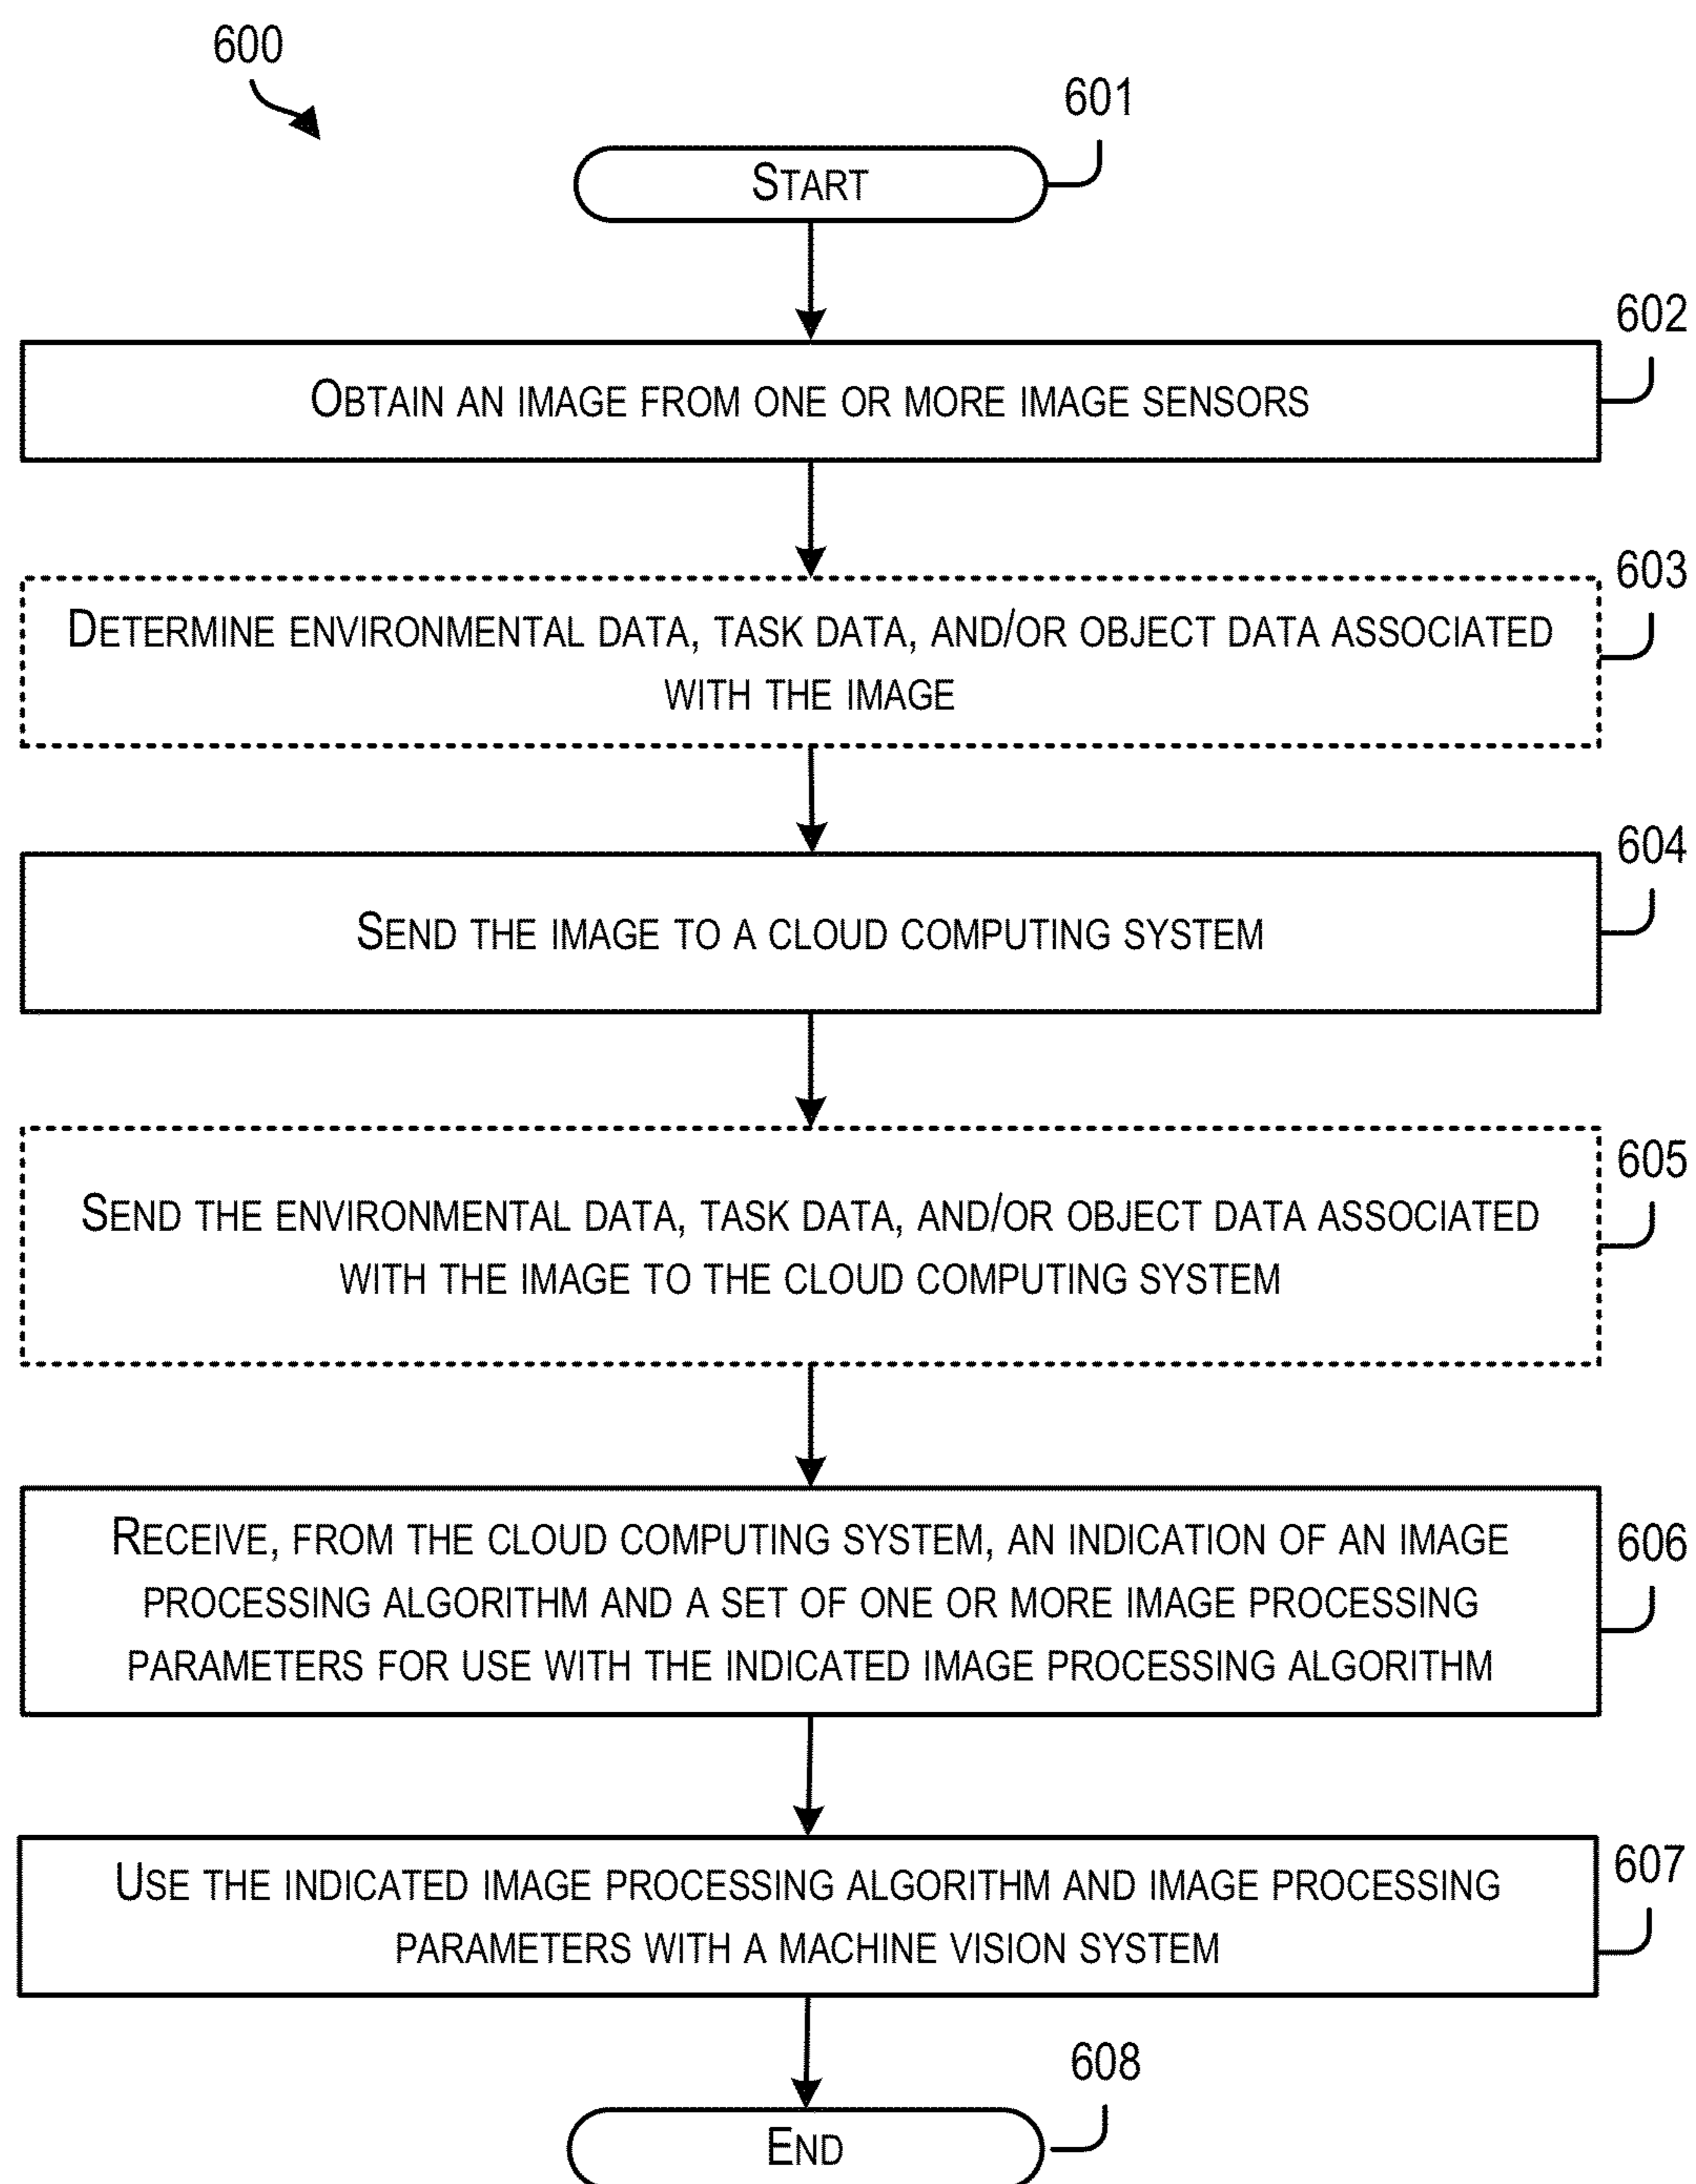 600
601
START
602
OBTAIN AN IMAGE FROM ONE OR MORE IMAGE SENSORS
603
DETERMINE ENVIRONMENTAL DATA, TASK DATA, AND/OR OBJECT DATA ASSOCIATED
WITH THE IMAGE
604
SEND THE IMAGE TO A CLOUD COMPUTING SYSTEM
605
SEND THE ENVIRONMENTAL DATA, TASK DATA, AND/OR OBJECT DATA ASSOCIATED
WITH THE IMAGE TO THE CLOUD COMPUTING SYSTEM
606
RECEIVE, FROM THE CLOUD COMPUTING SYSTEM, AN INDICATION OF AN IMAGE
PROCESSING ALGORITHM AND A SET OF ONE OR MORE IMAGE PROCESSING
PARAMETERS FOR USE WITH THE INDICATED IMAGE PROCESSING ALGORITHM
607
USE THE INDICATED IMAGE PROCESSING ALGORITHM AND IMAGE PROCESSING
PARAMETERS WITH A MACHINE VISION SYSTEM
608
END